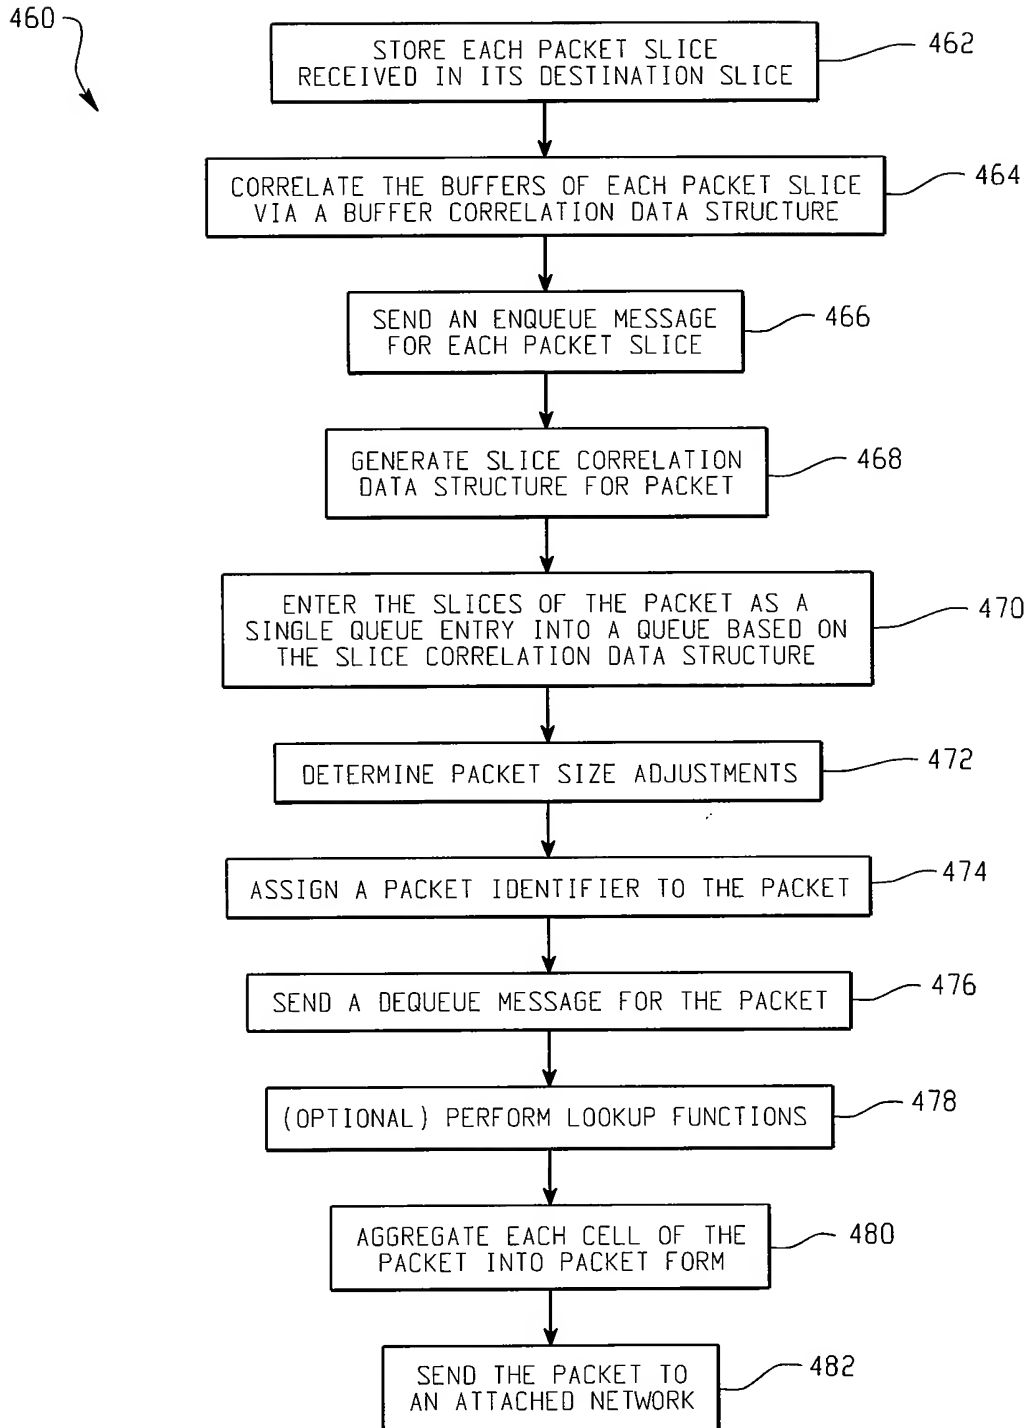 460
STORE EACH PACKET SLICE
RECEIVED IN ITS DESTINATION SLICE
462
CORRELATE THE BUFFERS OF EACH PACKET SLICE
VIA A BUFFER CORRELATION DATA STRUCTURE
464
SEND AN ENQUEUE MESSAGE
FOR EACH PACKET SLICE
466
GENERATE SLICE CORRELATION
DATA STRUCTURE FOR PACKET
468
ENTER THE SLICES OF THE PACKET AS A
SINGLE QUEUE ENTRY INTO A QUEUE BASED ON
THE SLICE CORRELATION DATA STRUCTURE
470
DETERMINE PACKET SIZE ADJUSTMENTS
472
ASSIGN A PACKET IDENTIFIER TO THE PACKET
474
SEND A DEQUEUE MESSAGE FOR THE PACKET
476
(OPTIONAL) PERFORM LOOKUP FUNCTIONS
478
AGGREGATE EACH CELL OF THE
PACKET INTO PACKET FORM
480
SEND THE PACKET TO
AN ATTACHED NETWORK
482